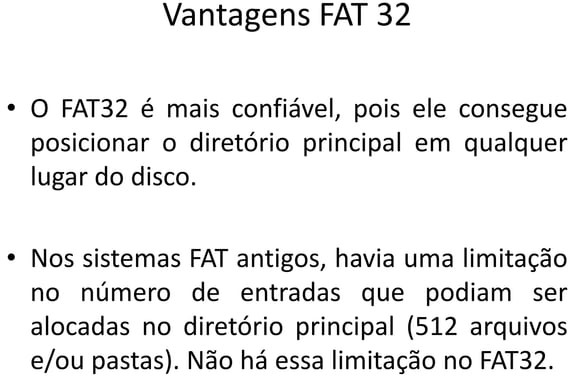 Vantagens FAT 32
• O FAT32 é mais confiável, pois ele consegue
posicionar o diretório principal em qualquer
lugar do disco.
• Nos sistemas FAT antigos, havia uma limitação
no número de entradas que podiam ser
alocadas no diretório principal (512 arquivos
e/ou pastas). Não há essa limitação no FAT32.